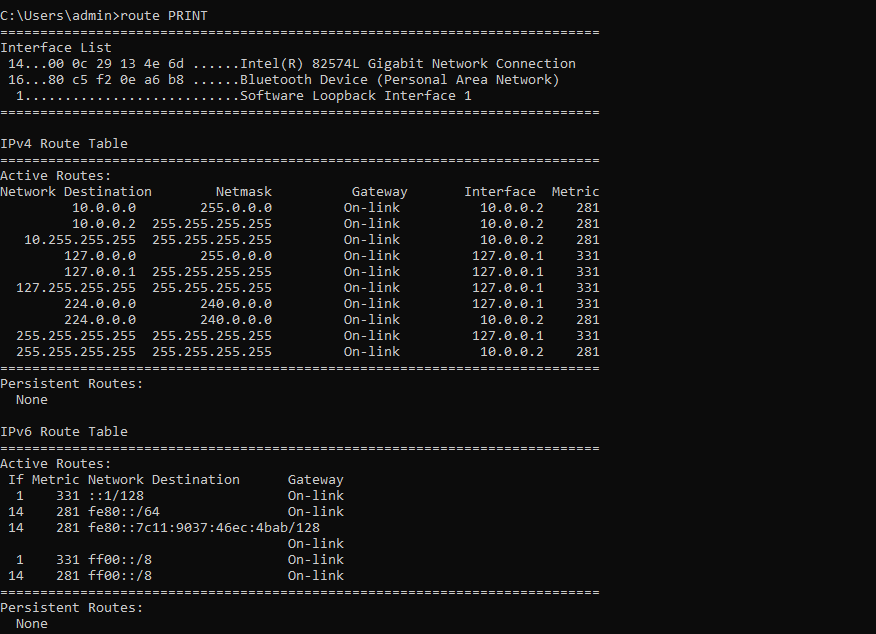 C:\Users\admin>route PRINT
===========================================================================
Interface List
 14...00 0c 29 13 4e 6d ......Intel(R) 82574L Gigabit Network Connection
 16...80 c5 f2 0e a6 b8 ......Bluetooth Device (Personal Area Network)
  1...........................Software Loopback Interface 1
===========================================================================

IPv4 Route Table
===========================================================================
Active Routes:
Network Destination        Netmask          Gateway       Interface  Metric
         10.0.0.0        255.0.0.0         On-link          10.0.0.2    281
         10.0.0.2  255.255.255.255         On-link          10.0.0.2    281
   10.255.255.255  255.255.255.255         On-link          10.0.0.2    281
        127.0.0.0        255.0.0.0         On-link         127.0.0.1    331
        127.0.0.1  255.255.255.255         On-link         127.0.0.1    331
  127.255.255.255  255.255.255.255         On-link         127.0.0.1    331
        224.0.0.0        240.0.0.0         On-link         127.0.0.1    331
        224.0.0.0        240.0.0.0         On-link          10.0.0.2    281
  255.255.255.255  255.255.255.255         On-link         127.0.0.1    331
  255.255.255.255  255.255.255.255         On-link          10.0.0.2    281
===========================================================================
Persistent Routes:
  None

IPv6 Route Table
===========================================================================
Active Routes:
 If Metric Network Destination      Gateway
  1    331 ::1/128                  On-link
 14    281 fe80::/64                On-link
 14    281 fe80::7c11:9037:46ec:4bab/128
                                    On-link
  1    331 ff00::/8                 On-link
 14    281 ff00::/8                 On-link
===========================================================================
Persistent Routes:
  None